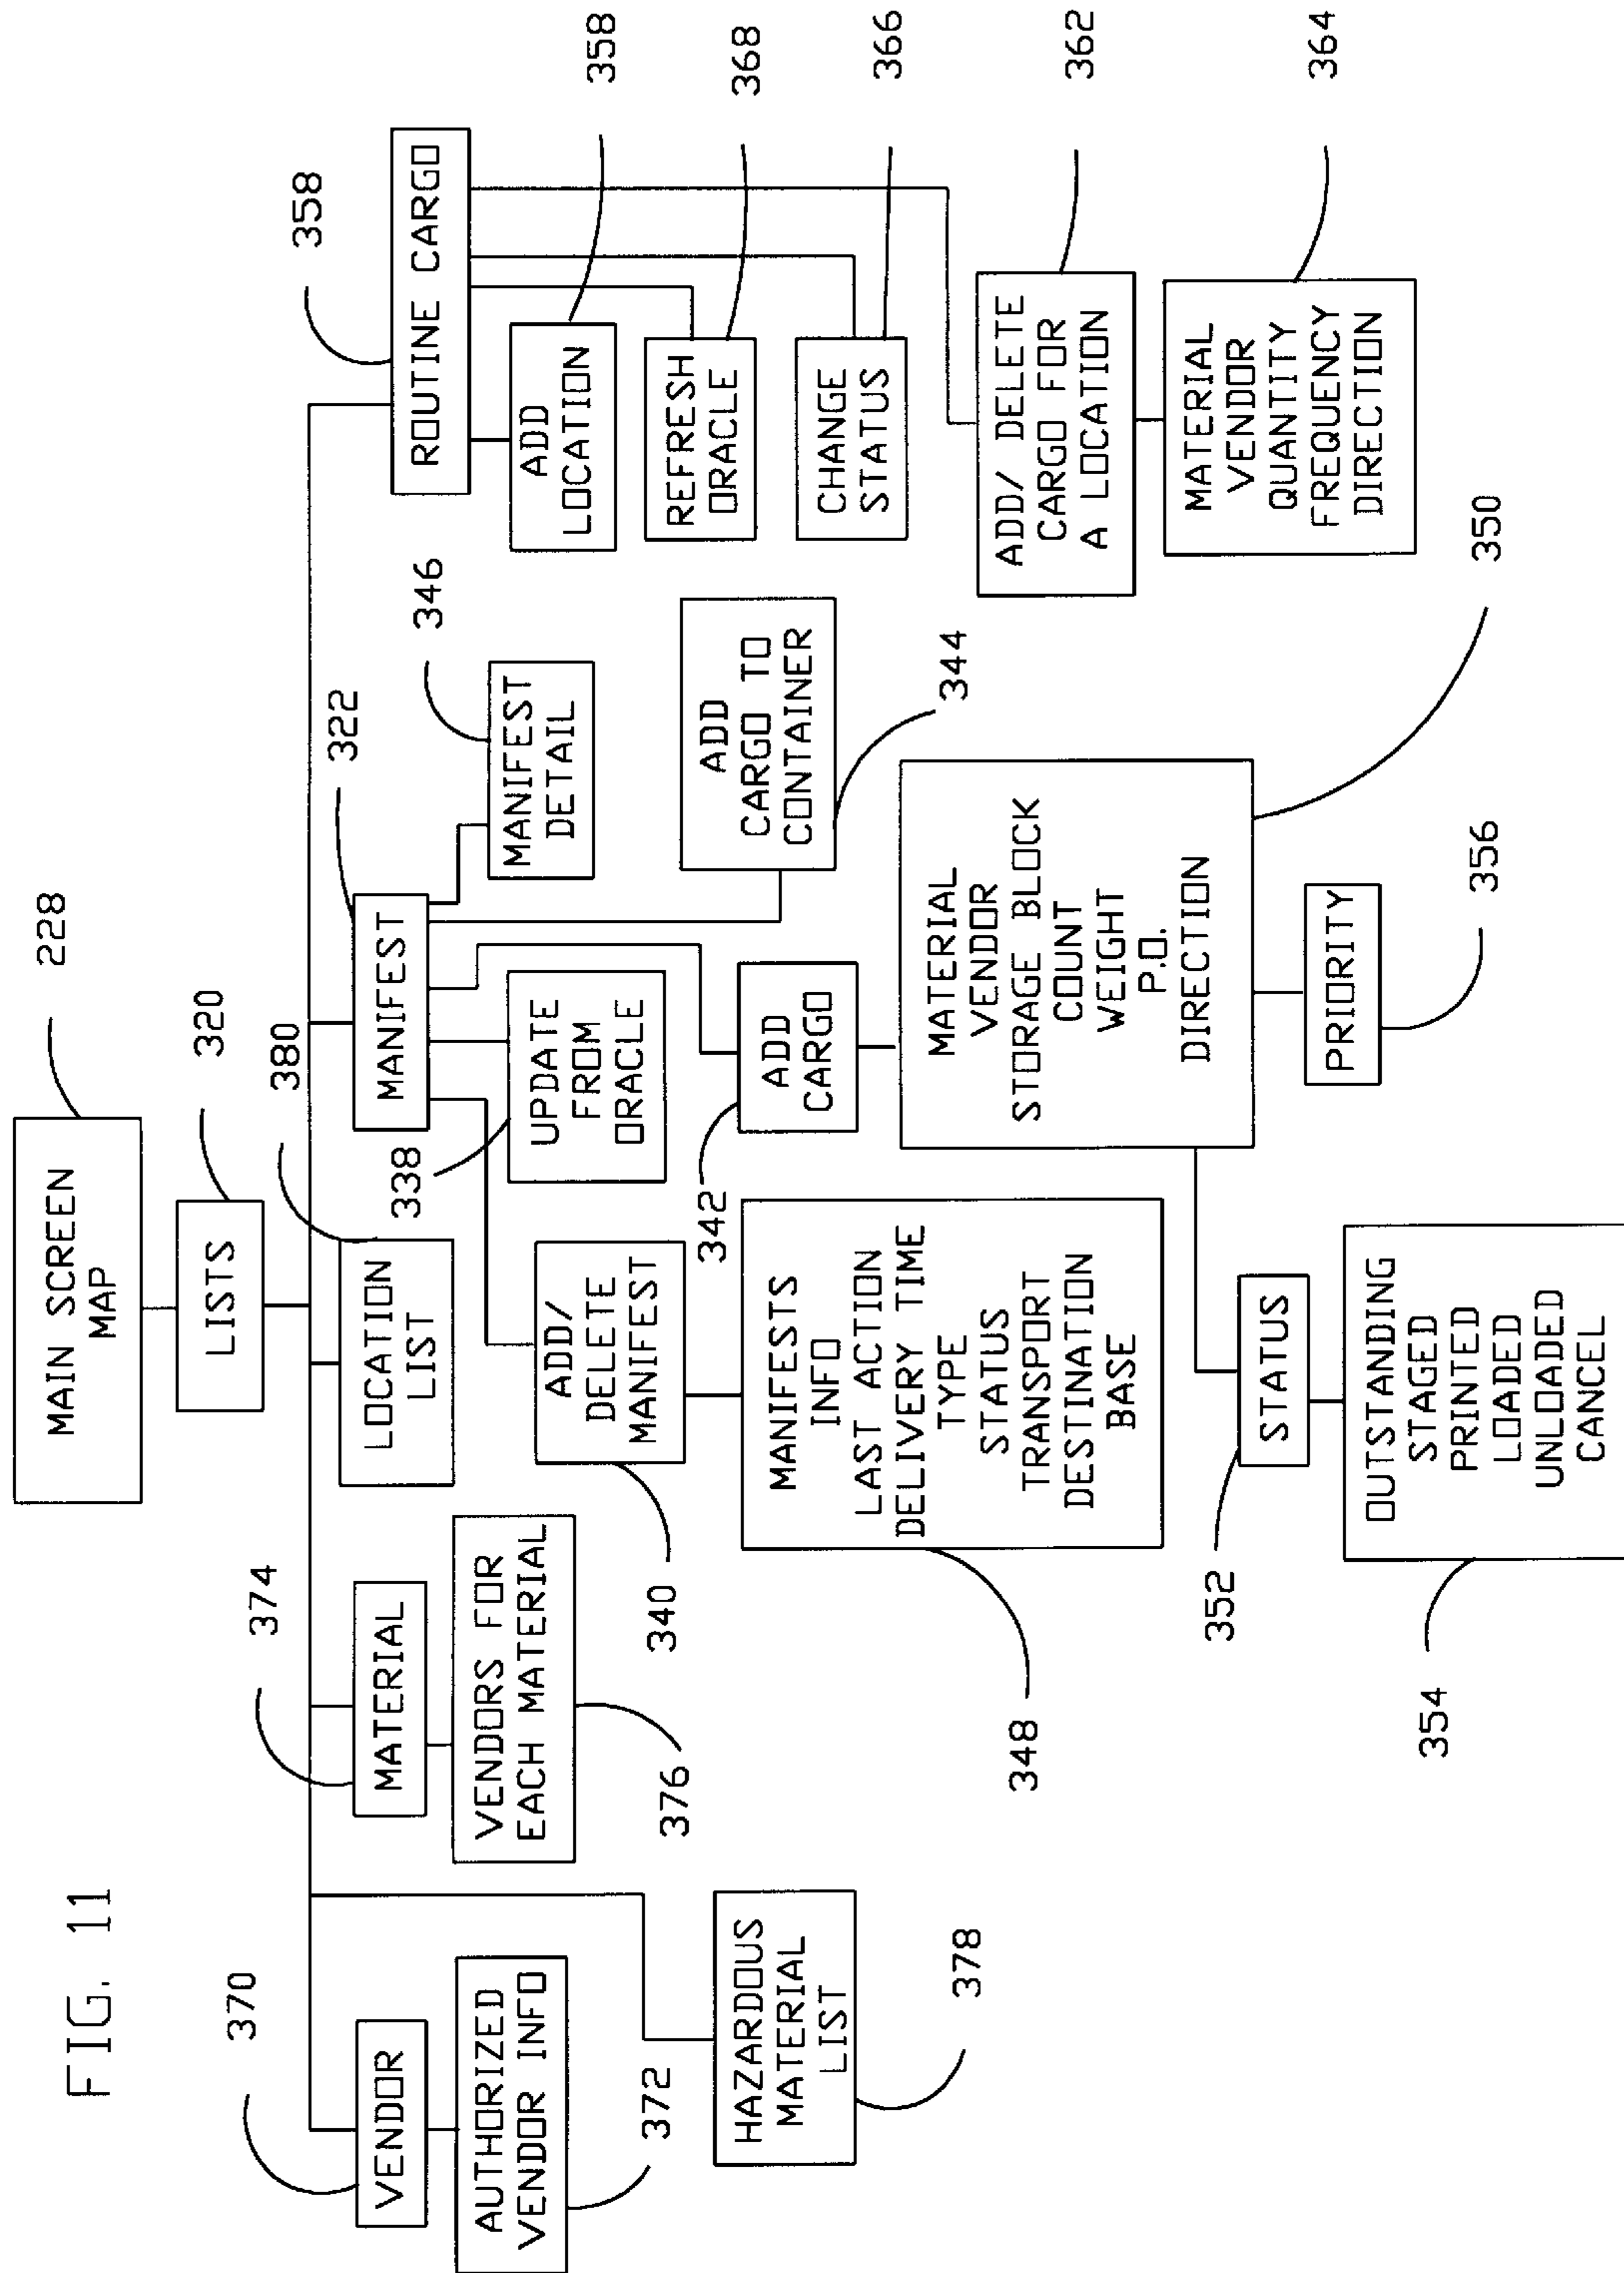 FIG. 11
MAIN SCREEN
MAP
228
LISTS
320
370
VENDOR
AUTHORIZED
VENDOR INFO
372
HAZARDOUS
MATERIAL
LIST
378
374
MATERIAL
VENDORS FOR
EACH MATERIAL
376
380
LOCATION
LIST
322
MANIFEST
338
UPDATE
FROM
ORACLE
346
MANIFEST
DETAIL
ADD/
DELETE
MANIFEST
340
MANIFESTS
INFO
LAST ACTION
DELIVERY TIME
TYPE
STATUS
TRANSPORT
DESTINATION
BASE
348
342
ADD
CARGO
ADD
CARGO TO
CONTAINER
344
MATERIAL
VENDOR
STORAGE BLOCK
COUNT
WEIGHT
P.O.
DIRECTION
350
PRIORITY
356
STATUS
352
OUTSTANDING
STAGED
PRINTED
LOADED
UNLOADED
CANCEL
354
358
ROUTINE CARGO
ADD
LOCATION
358
REFRESH
ORACLE
368
CHANGE
STATUS
366
ADD/ DELETE
CARGO FOR
A LOCATION
362
MATERIAL
VENDOR
QUANTITY
FREQUENCY
DIRECTION
364